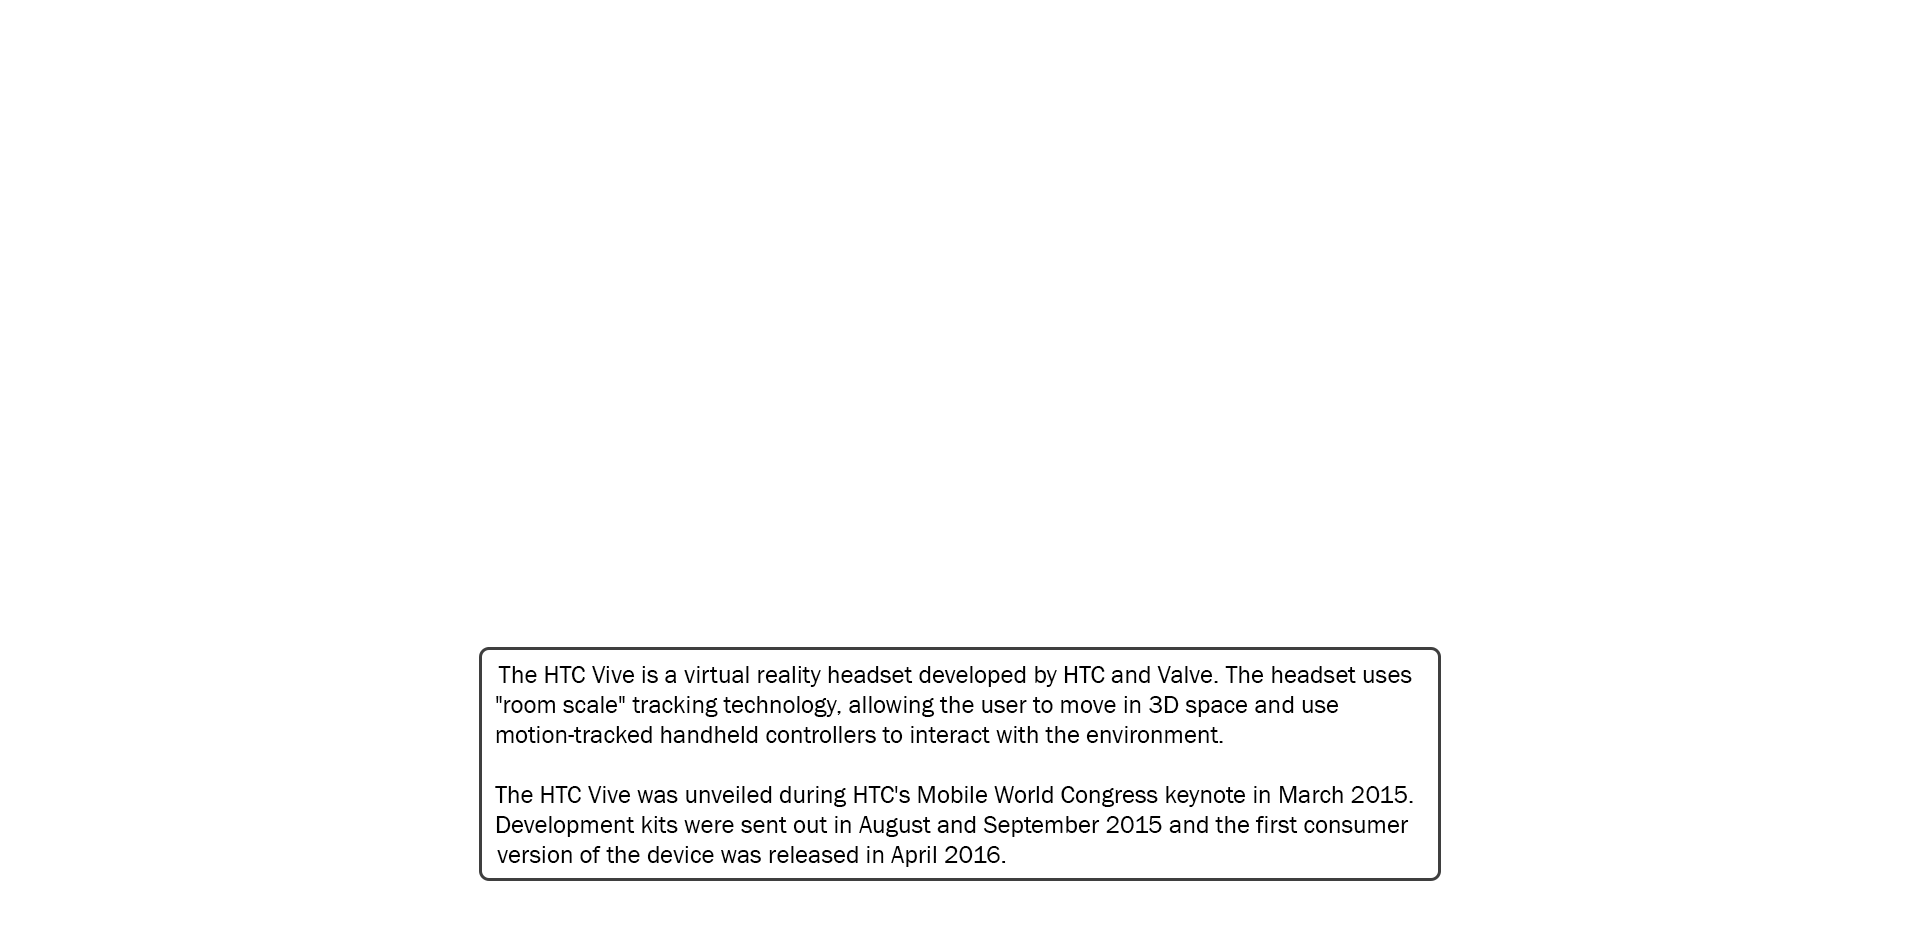 The HTC Vive is a virtual reality headset developed by HTC and Valve. The headset uses
"room scale" tracking technology, allowing the user to move in 3D space and use
motion-tracked handheld controllers to interact with the environment.
The HTC Vive was unveiled during HTC's Mobile World Congress keynote in March 2015.
Development kits were sent out in August and September 2015 and the first consumer
version of the device was released in April 2016.